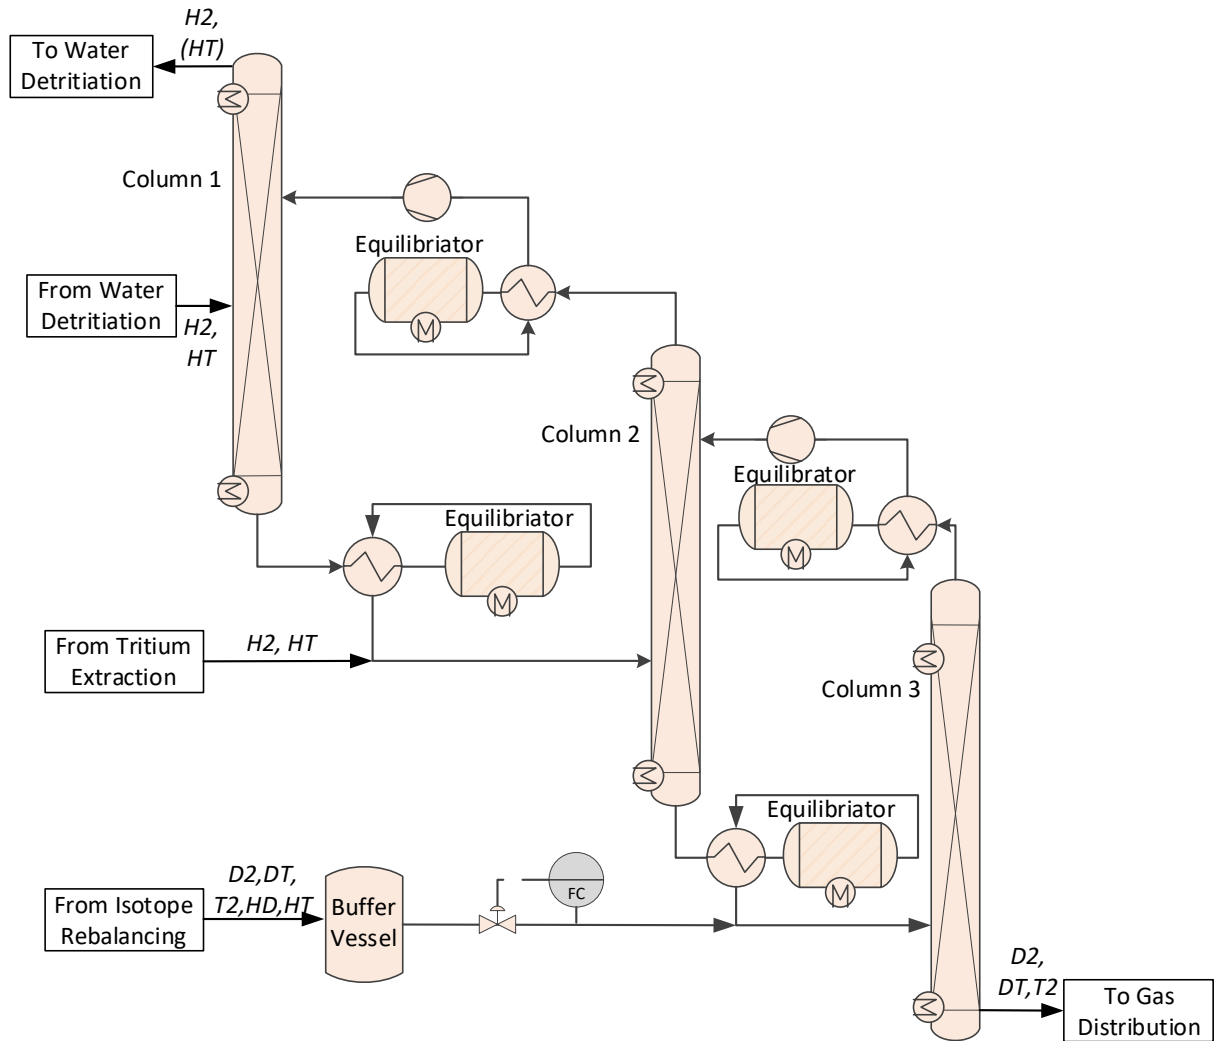 H2,
(HT)
To Water
Detritiation
Column 1
Equilibriator
From Water
Detritiation
H2,
HT
M
M
M
M
Column 2
Equilibrator
M
M
Equilibriator
M
From Tritium
Extraction
H2, HT
Column 3
M
M
Equilibriator
M
From Isotope
Rebalancing
D2,DT,
T2,HD,HT
Buffer
Vessel
FC
D2,
DT,T2
M
To Gas
Distribution